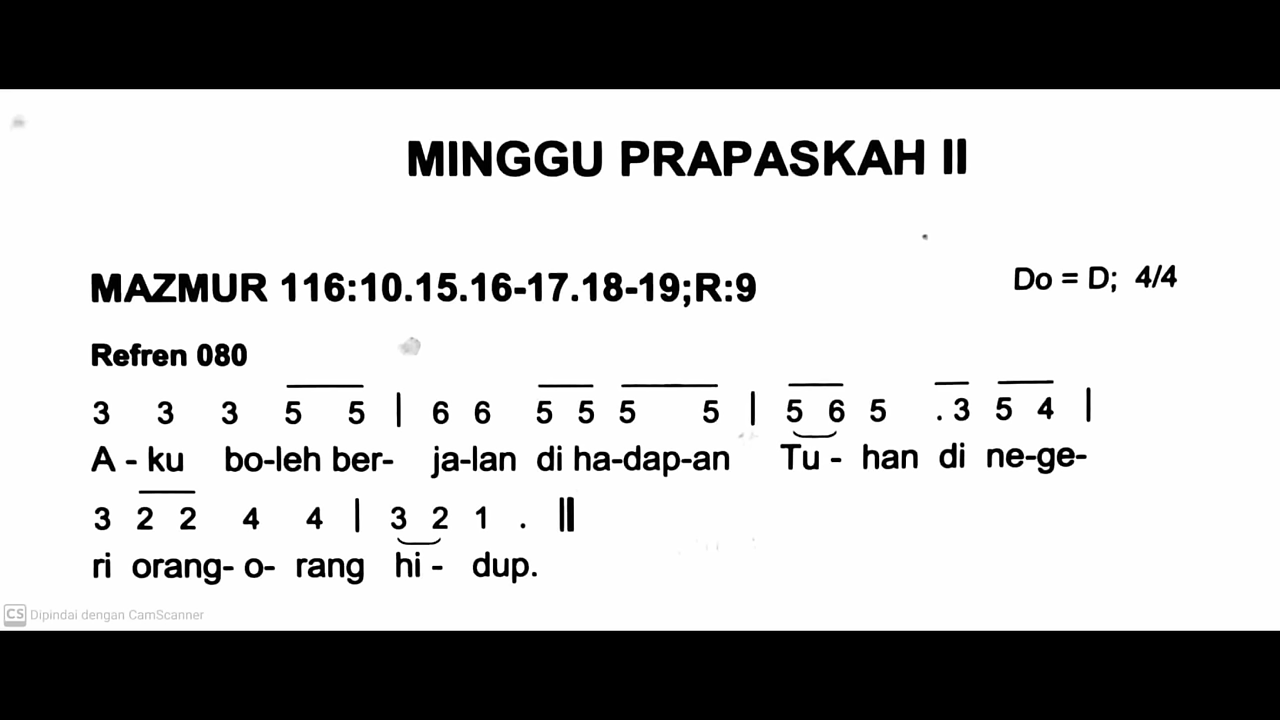 MINGGU PRAPASKAH II
MAZMUR 116:10.15.16-17.18-19;R:9
Do = D; 4/4
Refren 080
3 3 3 5 5 | 6 6 5 5 5 5 | 5 6 5 .3 5 4 |
A - ku bo-leh ber- ja-lan di ha-dap-an Tu - han di ne-ge-
3 2 2 4 4 | 3 2 1 . ||
ri orang- o- rang hi - dup.
CS Dipindai dengan CamScanner